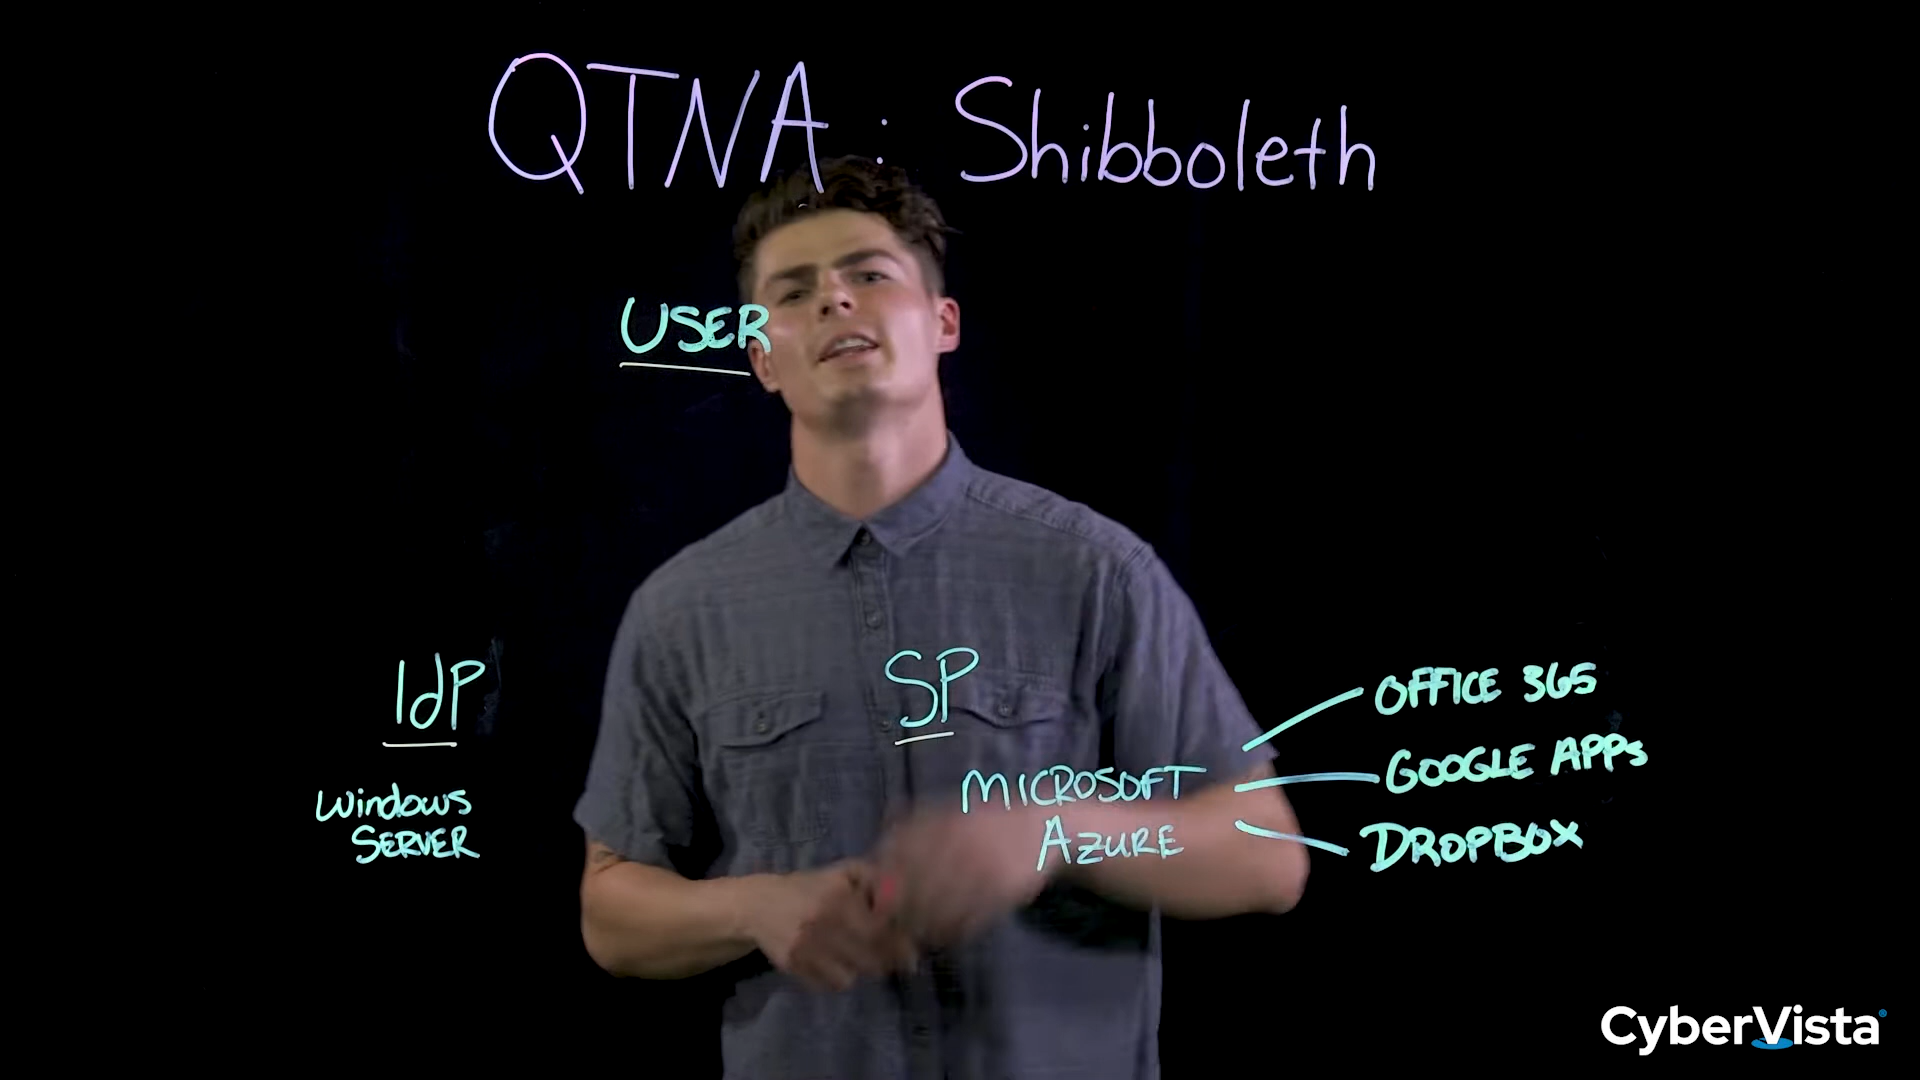 QTNA: Shibboleth
USER
IdP
SP
Windows
SERVER
MICROSOFT
AZURE
OFFICE 365
GOOGLE APPs
DROPBOX
CyberVista